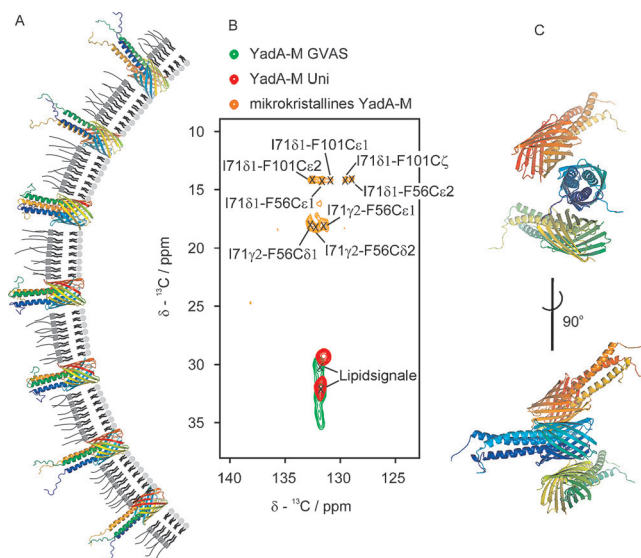 A
B
C
YadA-M GVAS
YadA-M Uni
mikrokristallines YadA-M
I71δ1-F101Cε1
I71δ1-F101Cε2
I71δ1-F101Cζ
I71δ1-F56Cε2
I71δ1-F56Cε1
I71γ2-F56Cε1
I71γ2-F56Cδ1
I71γ2-F56Cδ2
Lipidsignale
10
15
20
25
30
35
δ - ¹³C / ppm
140
135
130
125
δ - ¹³C / ppm
90°